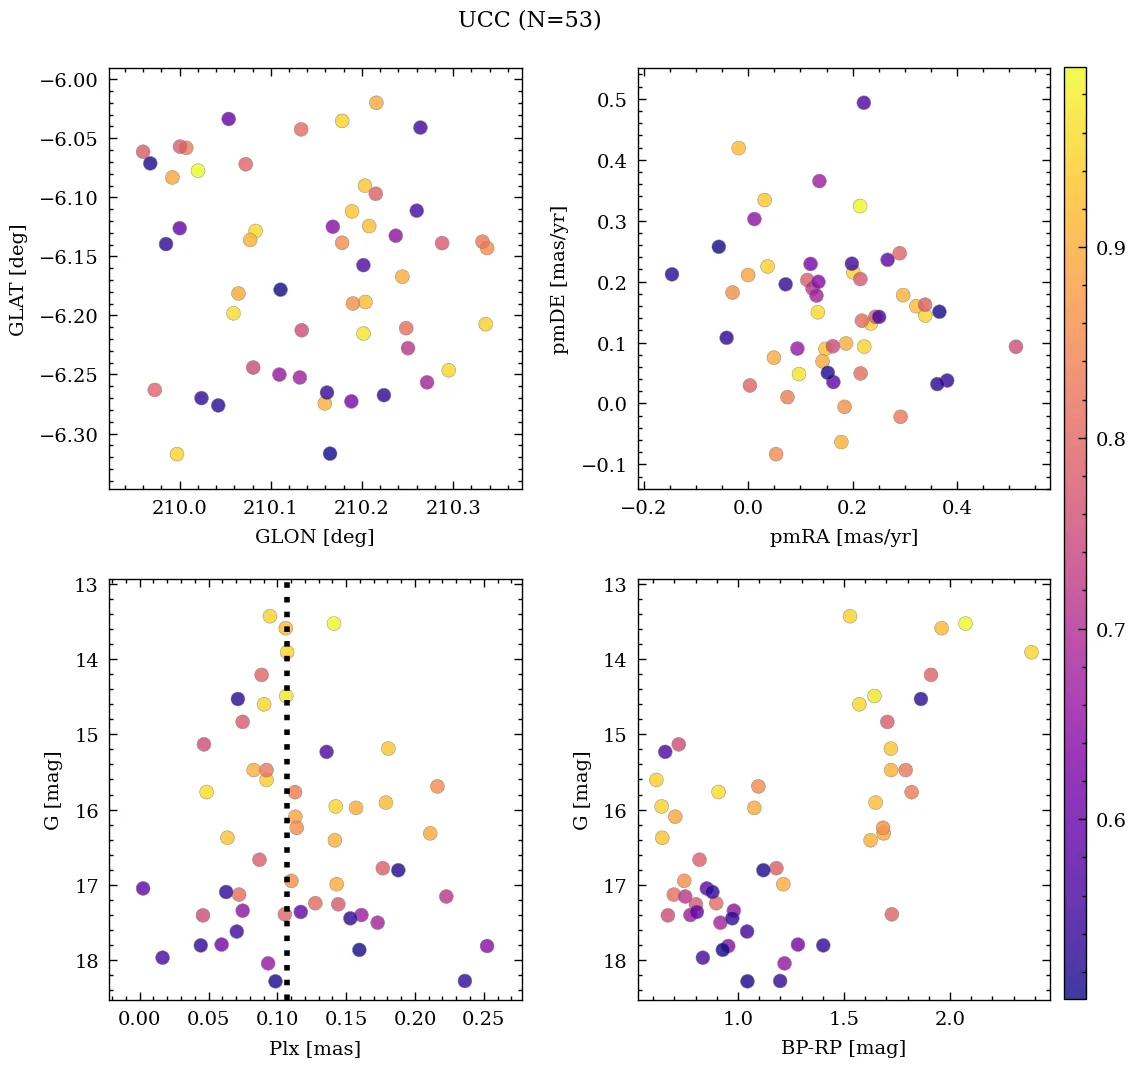 UCC (N=53)
−6.00
−6.05
−6.10
−6.15
−6.20
−6.25
−6.30
GLAT [deg]
210.0 210.1 210.2 210.3
GLON [deg]
0.5
0.4
0.3
0.2
0.1
0.0
−0.1
pmDE [mas/yr]
−0.2 0.0 0.2 0.4
pmRA [mas/yr]
13
14
15
16
17
18
G [mag]
0.00 0.05 0.10 0.15 0.20 0.25
Plx [mas]
13
14
15
16
17
18
G [mag]
1.0 1.5 2.0
BP-RP [mag]
0.9
0.8
0.7
0.6